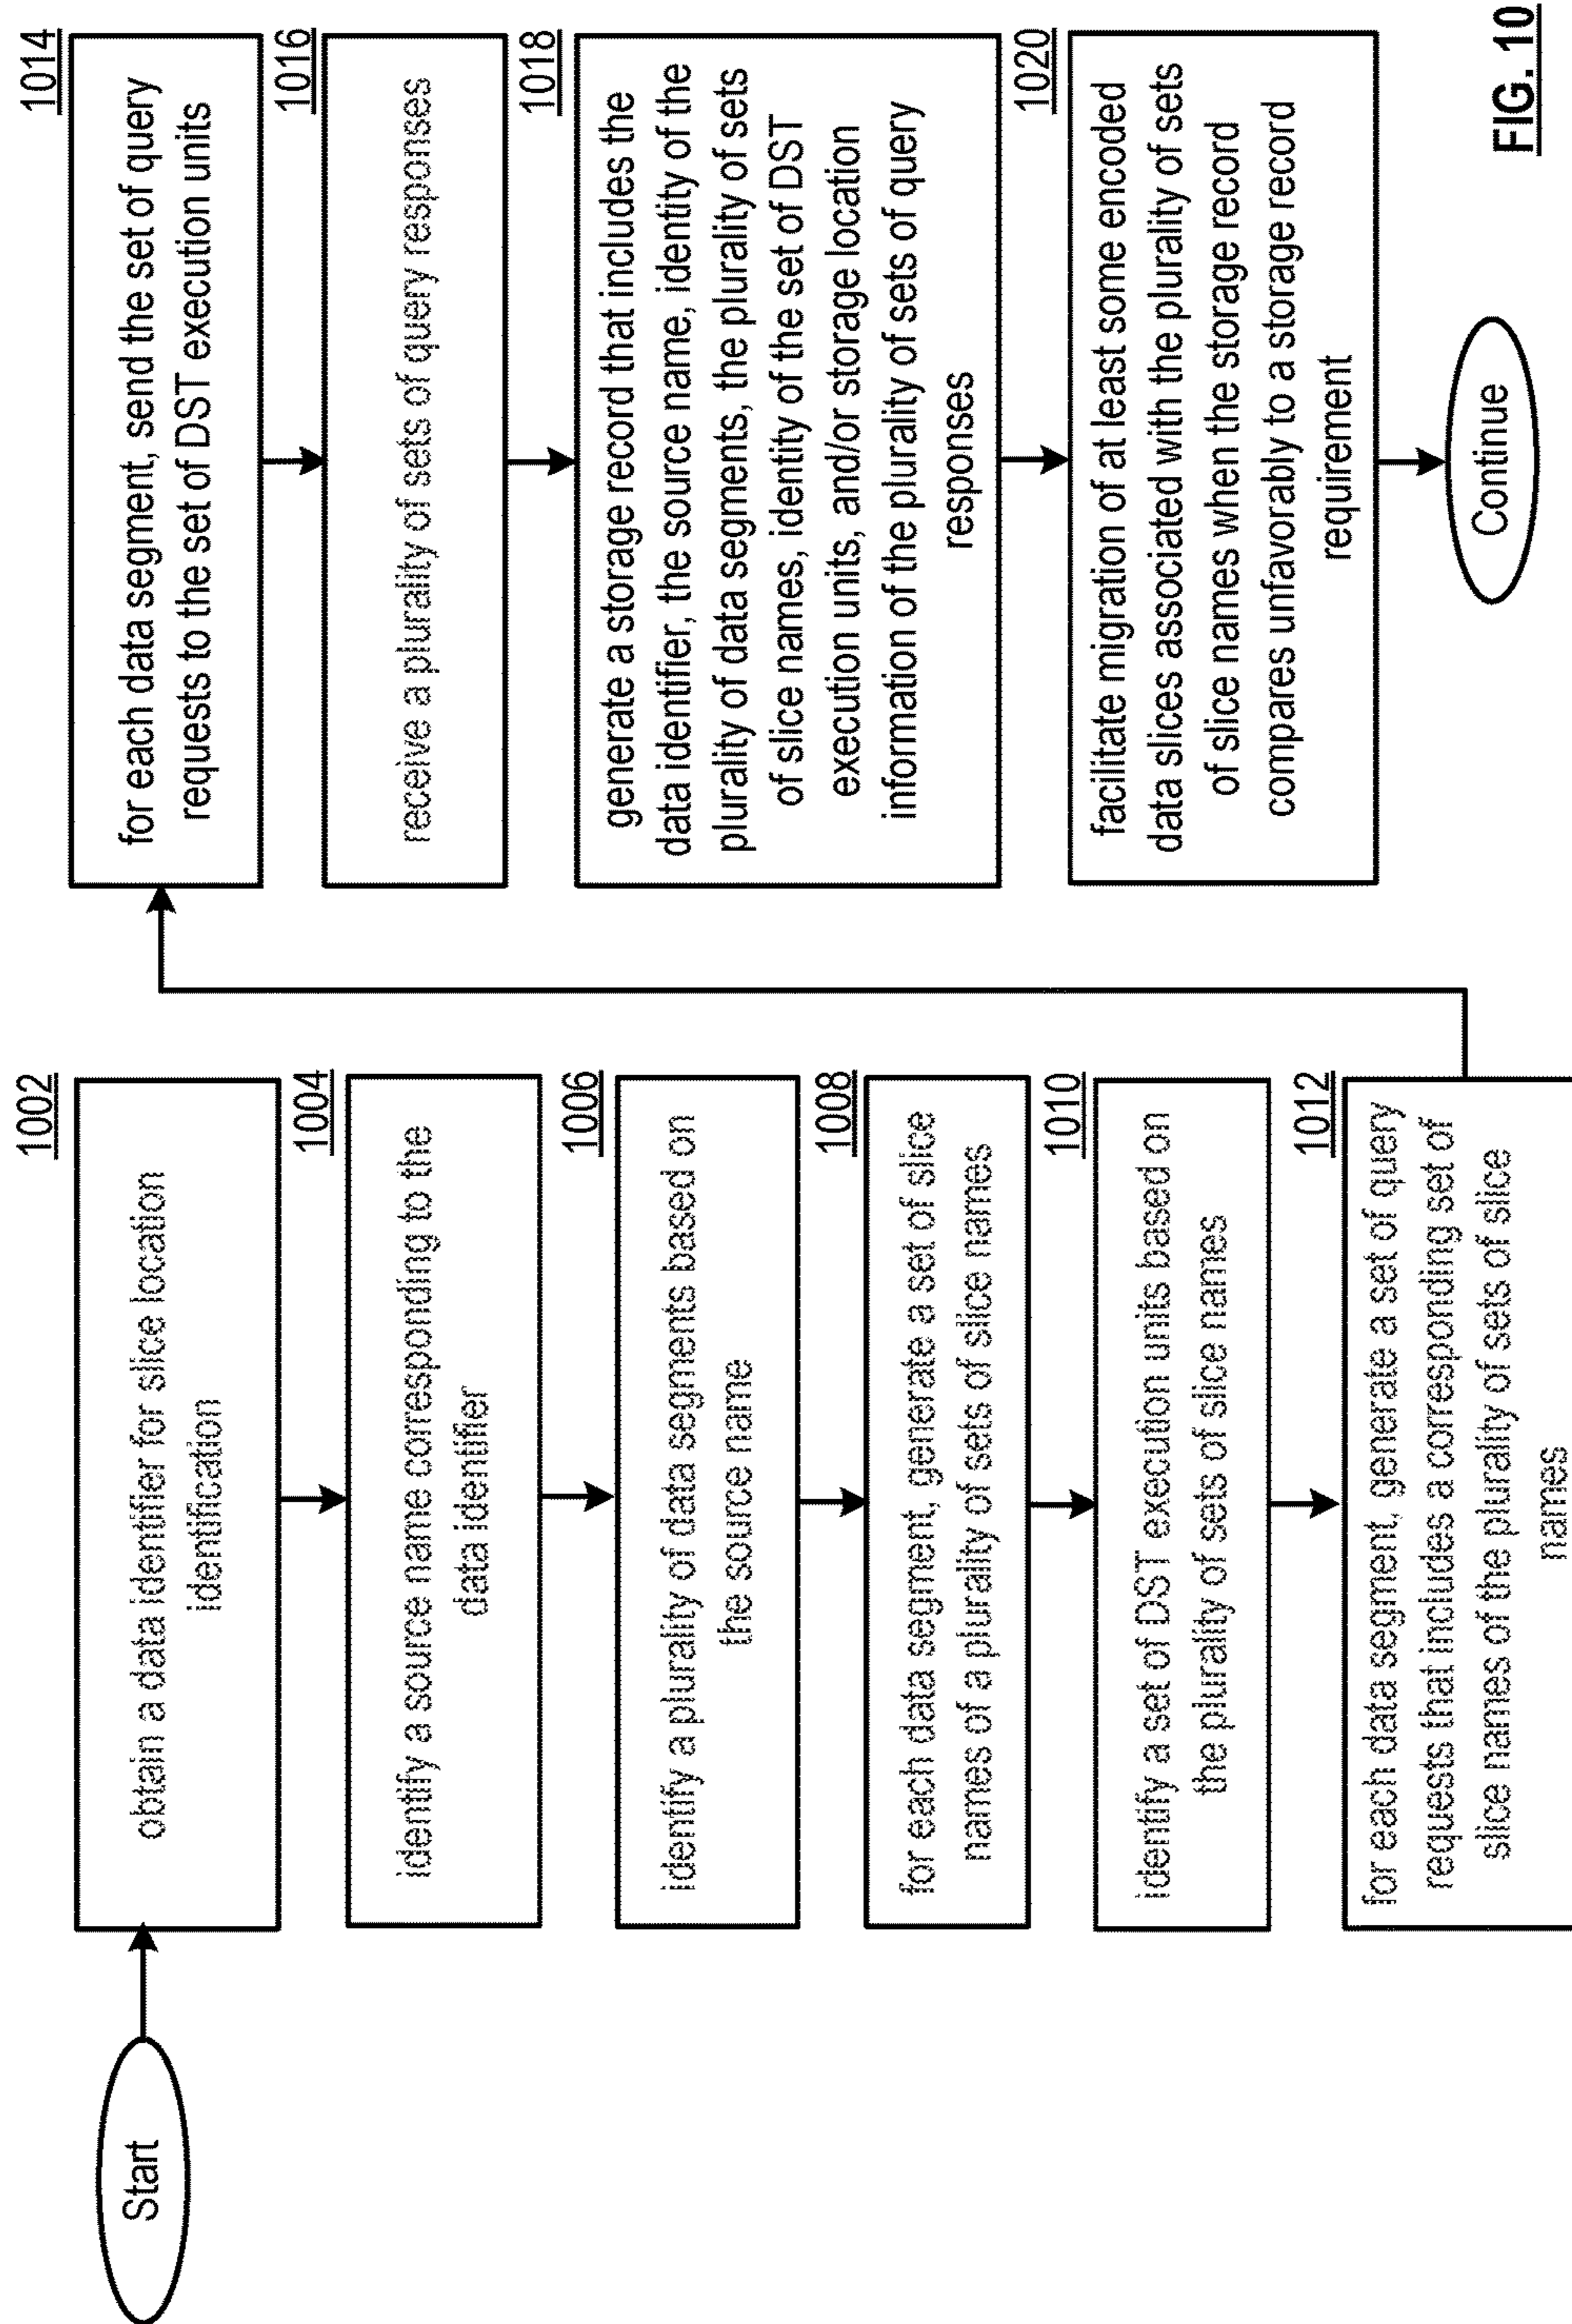 Start
1002
obtain a data identifier for slice location
identification
1004
identify a source name corresponding to the
data identifier
1006
identify a plurality of data segments based on
the source name
1008
for each data segment, generate a set of slice
names of a plurality of sets of slice names
1010
identify a set of DST execution units based on
the plurality of sets of slice names
1012
for each data segment, generate a set of query
requests that includes a corresponding set of
slice names of the plurality of sets of slice
names
1014
for each data segment, send the set of query
requests to the set of DST execution units
1016
receive a plurality of sets of query responses
1018
generate a storage record that includes the
data identifier, the source name, identity of the
plurality of data segments, the plurality of sets
of slice names, identity of the set of DST
execution units, and/or storage location
information of the plurality of sets of query
responses
1020
facilitate migration of at least some encoded
data slices associated with the plurality of sets
of slice names when the storage record
compares unfavorably to a storage record
requirement
Continue
FIG. 10